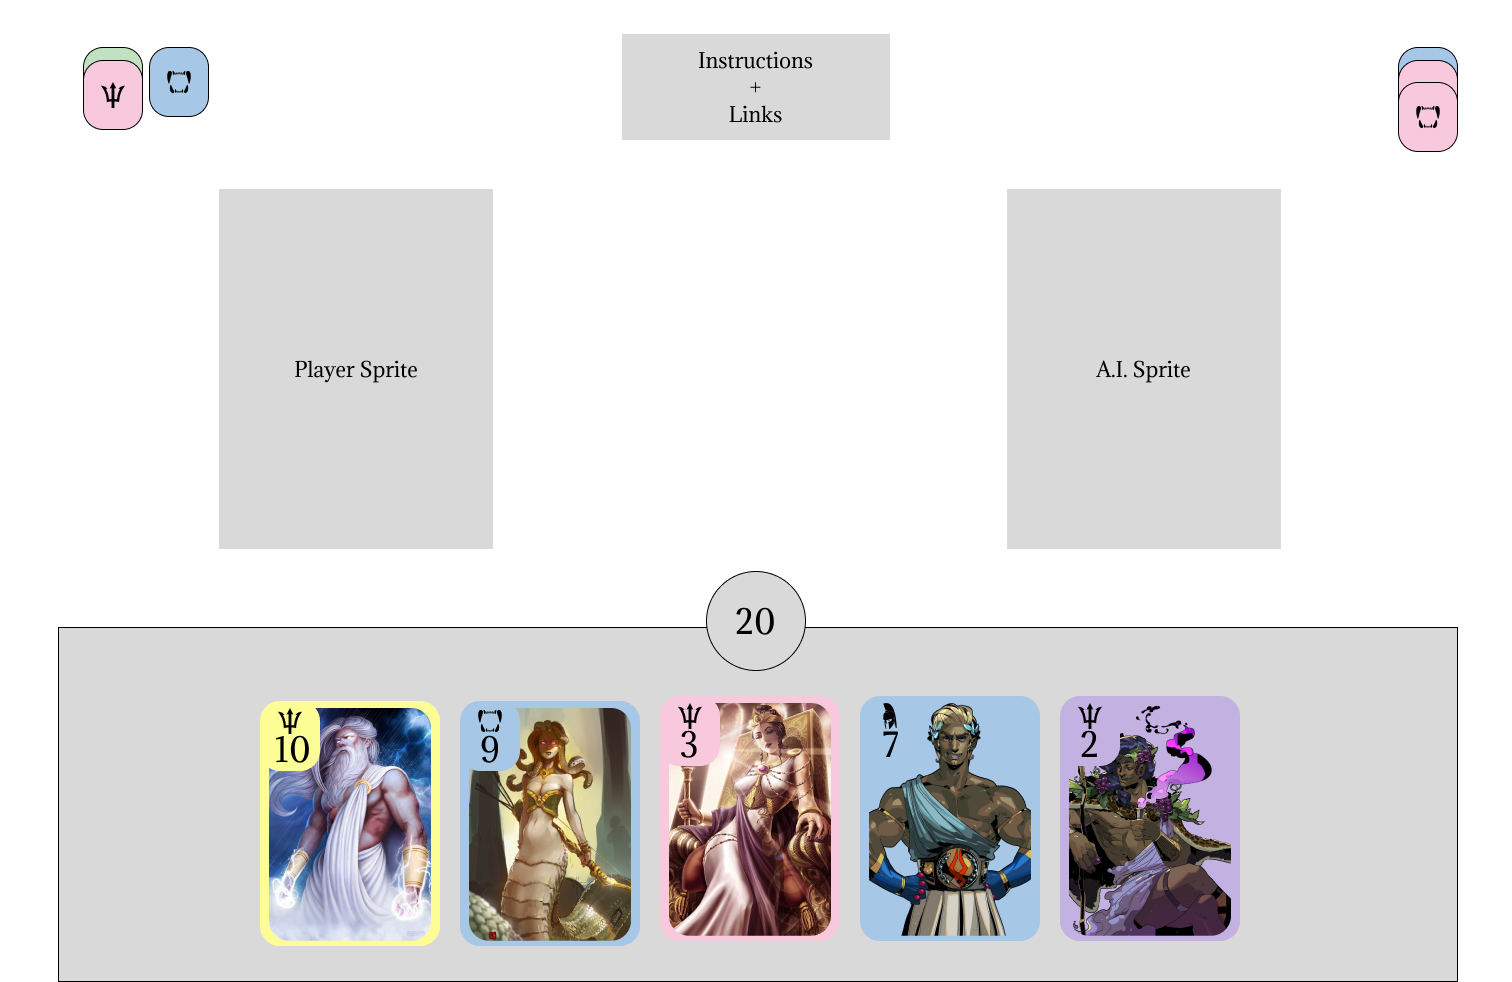 Instructions
+
Links
Player Sprite
A.I. Sprite
20
10
9
3
7
2